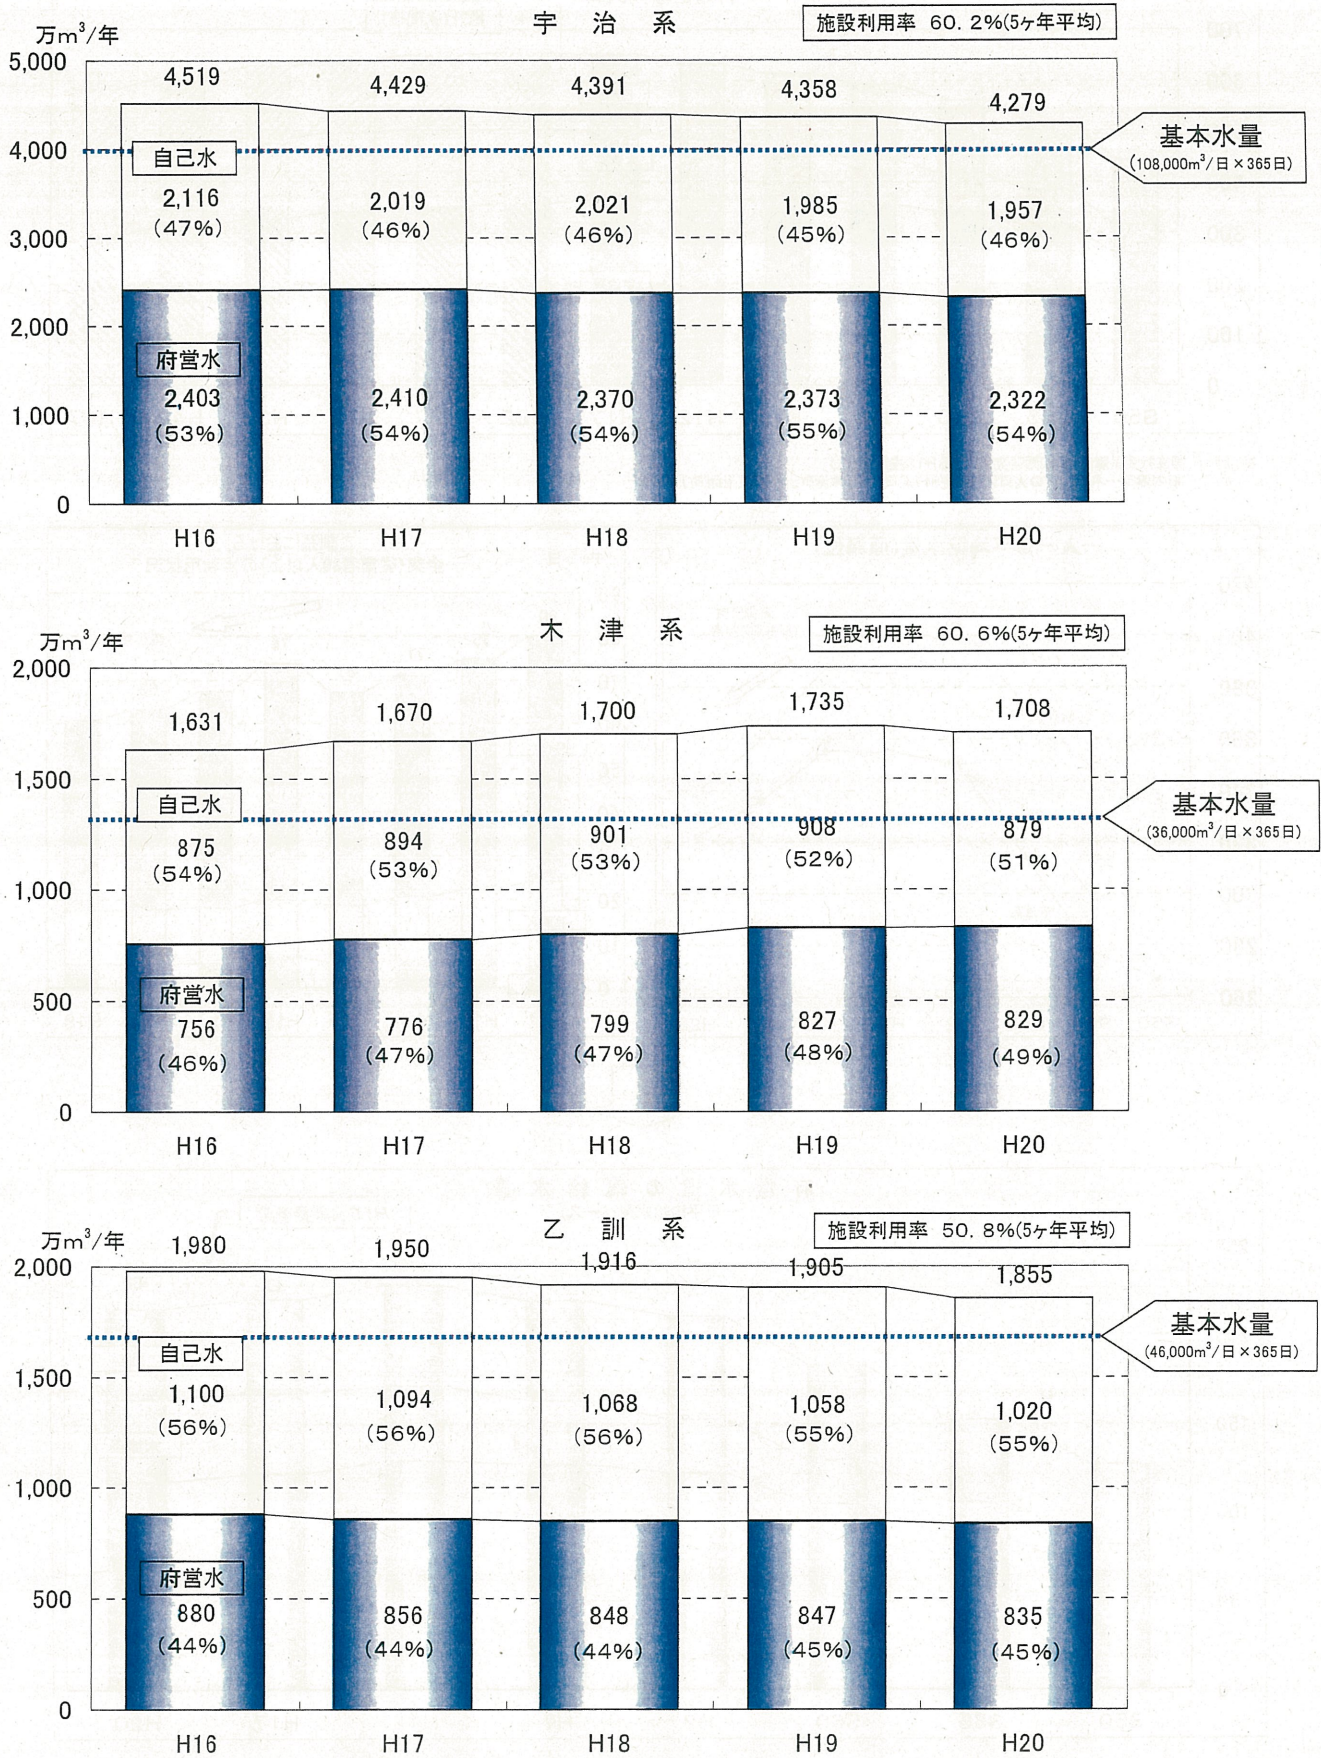 宇治系
施設利用率 60.2%(5ヶ年平均)
万m³/年
5,000
4,519
4,429
4,391
4,358
4,279
基本水量
(108,000m³/日×365日)
4,000
自己水
2,116
(47%)
2,019
(46%)
2,021
(46%)
1,985
(45%)
1,957
(46%)
3,000
2,000
府営水
2,403
(53%)
2,410
(54%)
2,370
(54%)
2,373
(55%)
2,322
(54%)
1,000
0
H16
H17
H18
H19
H20
木津系
施設利用率 60.6%(5ヶ年平均)
万m³/年
2,000
1,631
1,670
1,700
1,735
1,708
1,500
基本水量
(36,000m³/日×365日)
自己水
875
(54%)
894
(53%)
901
(53%)
908
(52%)
879
(51%)
1,000
府営水
756
(46%)
776
(47%)
799
(47%)
827
(48%)
829
(49%)
500
0
H16
H17
H18
H19
H20
乙訓系
施設利用率 50.8%(5ヶ年平均)
万m³/年
1,980
1,950
1,916
1,905
1,855
2,000
基本水量
(46,000m³/日×365日)
自己水
1,100
(56%)
1,094
(56%)
1,068
(56%)
1,058
(55%)
1,020
(55%)
1,500
1,000
府営水
880
(44%)
856
(44%)
848
(44%)
847
(45%)
835
(45%)
500
0
H16
H17
H18
H19
H20